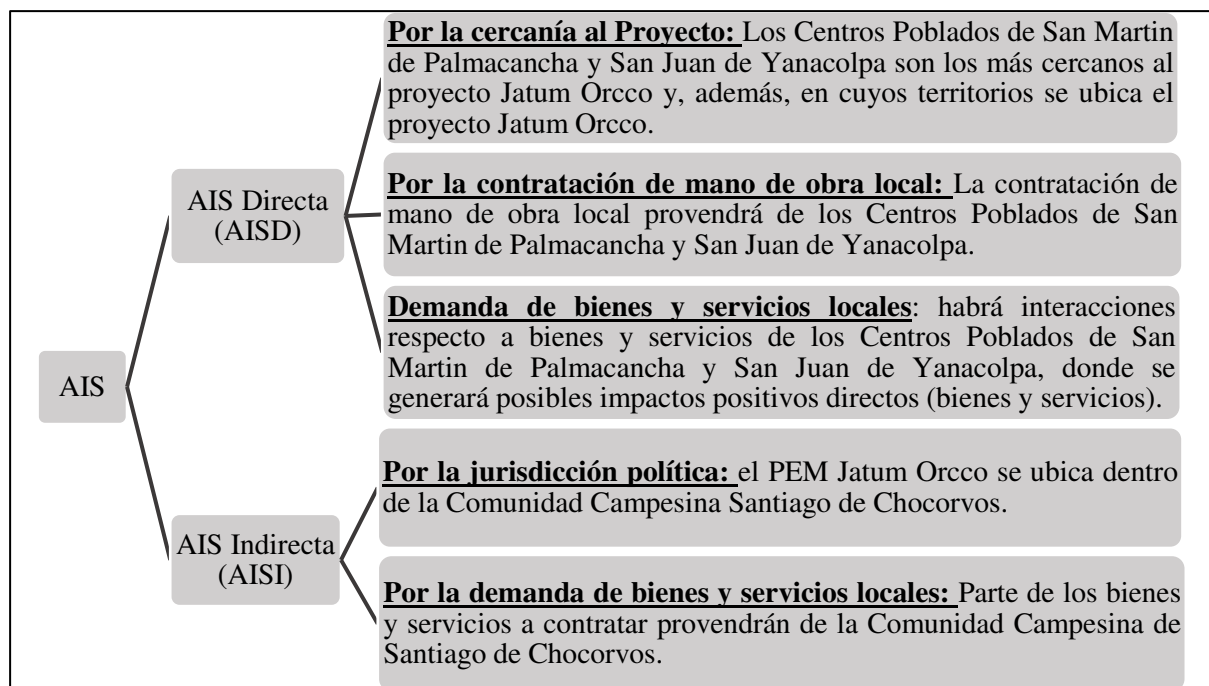 AIS
AIS Directa
(AISD)
Por la cercanía al Proyecto: Los Centros Poblados de San Martin
de Palmacancha y San Juan de Yanacolpa son los más cercanos al
proyecto Jatum Orcco y, además, en cuyos territorios se ubica el
proyecto Jatum Orcco.
Por la contratación de mano de obra local: La contratación de
mano de obra local provendrá de los Centros Poblados de San
Martin de Palmacancha y San Juan de Yanacolpa.
Demanda de bienes y servicios locales: habrá interacciones
respecto a bienes y servicios de los Centros Poblados de San
Martin de Palmacancha y San Juan de Yanacolpa, donde se
generará posibles impactos positivos directos (bienes y servicios).
AIS Indirecta
(AISI)
Por la jurisdicción política: el PEM Jatum Orcco se ubica dentro
de la Comunidad Campesina Santiago de Chocorvos.
Por la demanda de bienes y servicios locales: Parte de los bienes
y servicios a contratar provendrán de la Comunidad Campesina de
Santiago de Chocorvos.